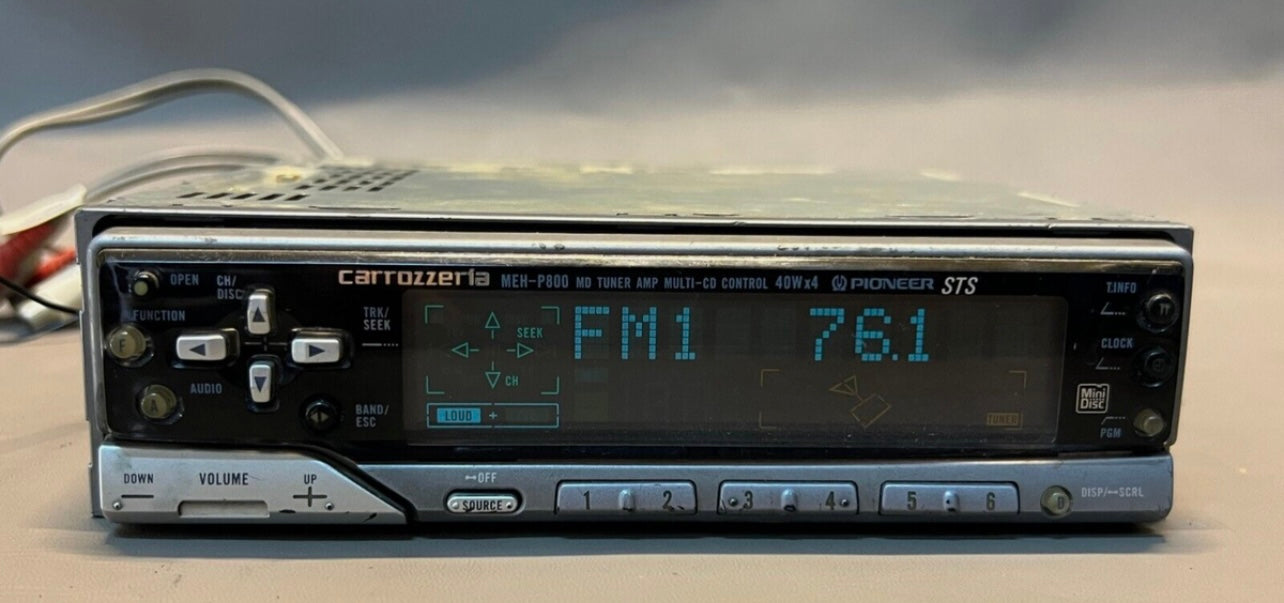 carrozzeria MEH-P800 MD TUNER AMP MULTI-CD CONTROL 40Wx4 PIONEER STS
OPEN
CH/
DISC
FUNCTION
F
TRK/
SEEK
AUDIO
A
BAND/
ESC
SEEK
CH
LOUD
FM1 76.1
TUNER
T.INFO
CLOCK
Mini
Disc
PGM
DOWN VOLUME UP
OFF
SOURCE
1 2 3 4 5 6
D DISP/SCRL